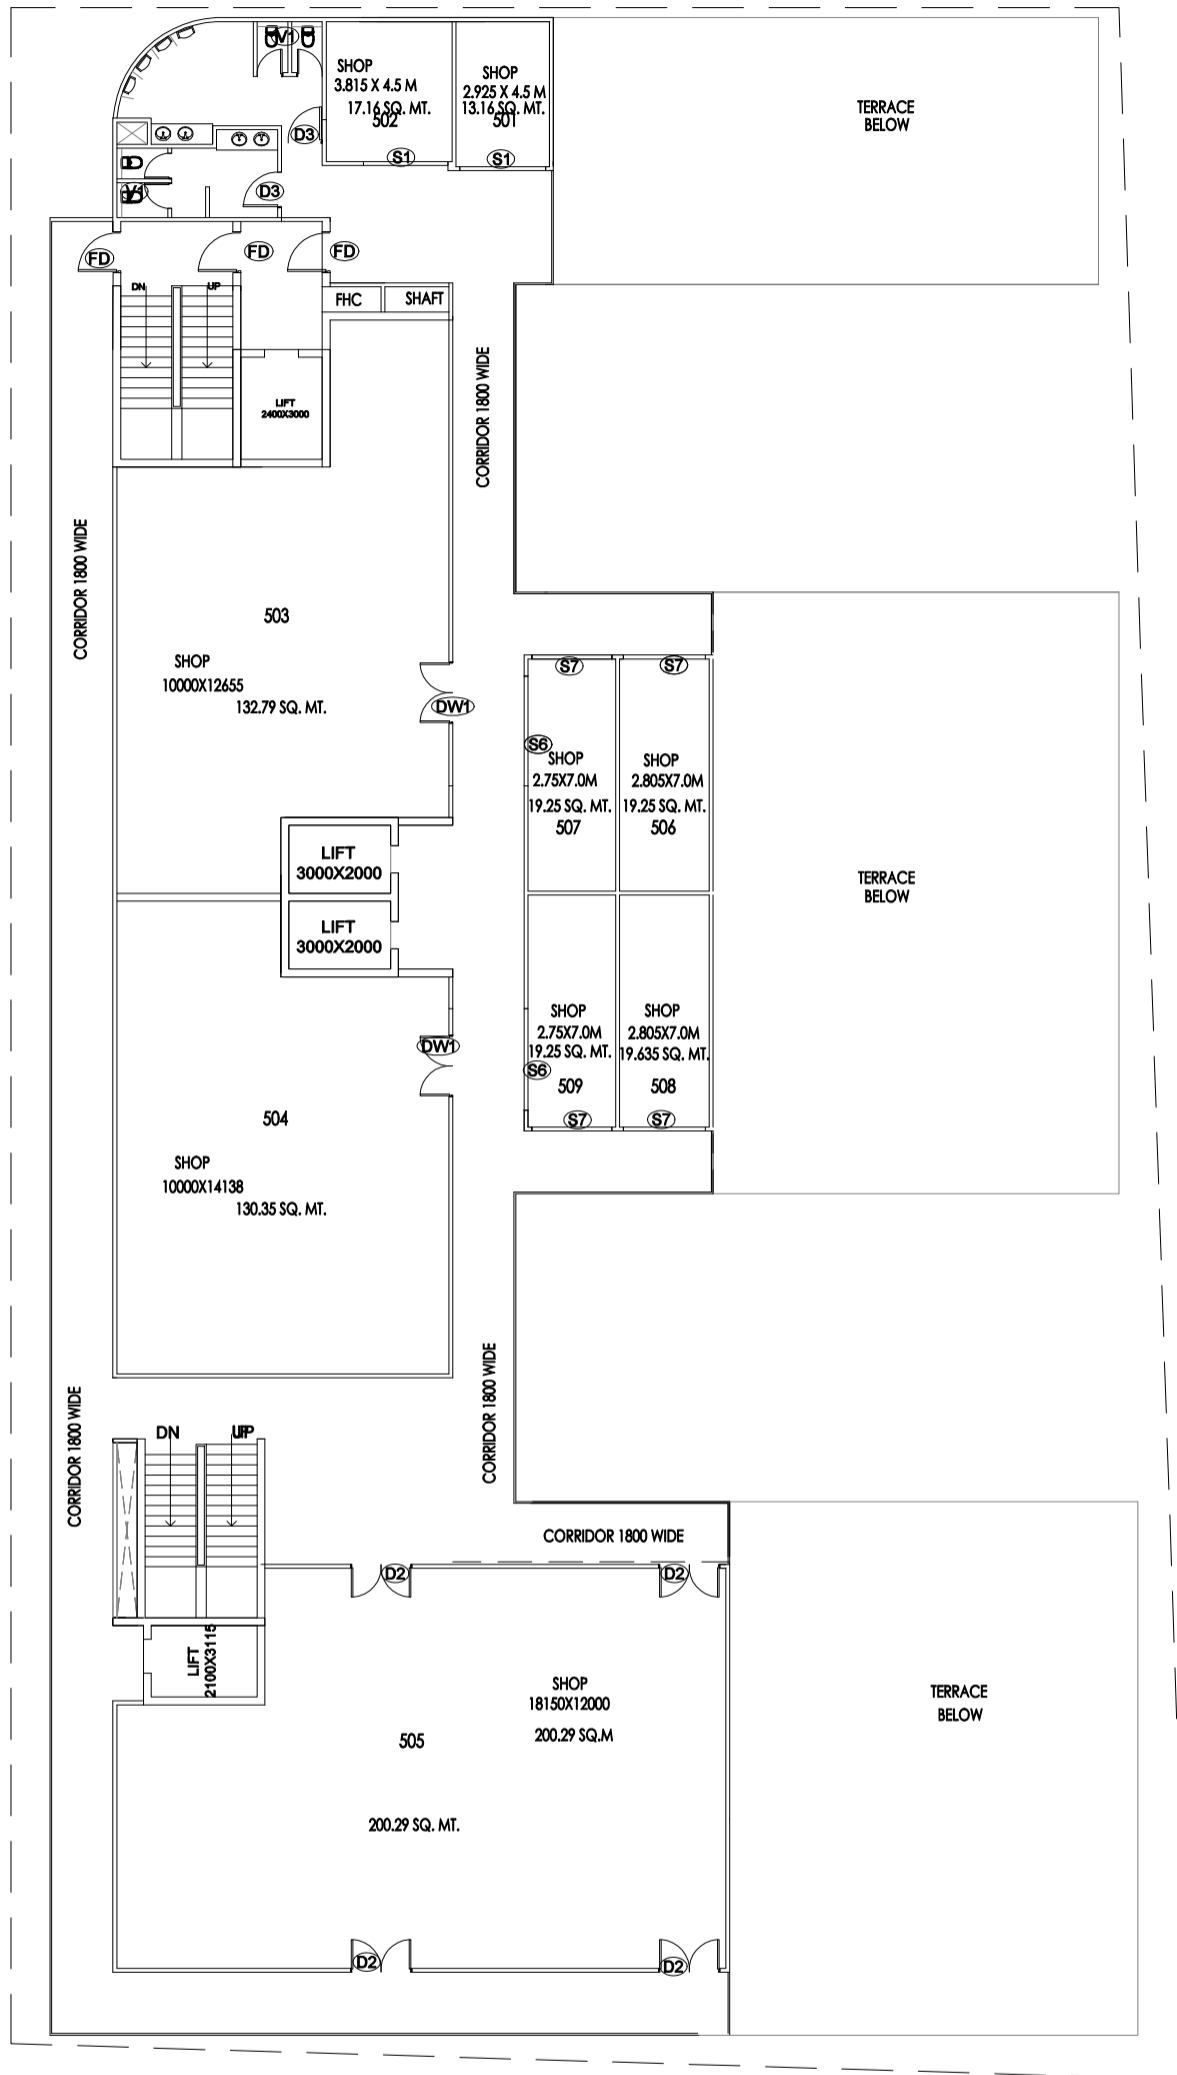 V1
SHOP
3.815 X 4.5 M
17.16 SQ. MT.
502
S1
SHOP
2.925 X 4.5 M
13.16 SQ. MT.
501
S1
TERRACE
BELOW
D3
V1
D3
FD
FD
FD
DN
UP
FHC
SHAFT
LIFT
2400X3000
CORRIDOR 1800 WIDE
CORRIDOR 1800 WIDE
503
SHOP
10000X12655
132.79 SQ. MT.
DW1
S7
S7
S6
SHOP
2.75X7.0M
19.25 SQ. MT.
507
SHOP
2.805X7.0M
19.25 SQ. MT.
506
LIFT
3000X2000
LIFT
3000X2000
TERRACE
BELOW
SHOP
2.75X7.0M
19.25 SQ. MT.
S6
509
S7
SHOP
2.805X7.0M
19.635 SQ. MT.
508
S7
DW1
504
SHOP
10000X14138
130.35 SQ. MT.
CORRIDOR 1800 WIDE
CORRIDOR 1800 WIDE
DN
UP
CORRIDOR 1800 WIDE
D2
D2
LIFT
2100X3115
SHOP
18150X12000
200.29 SQ.M
505
200.29 SQ. MT.
TERRACE
BELOW
D2
D2